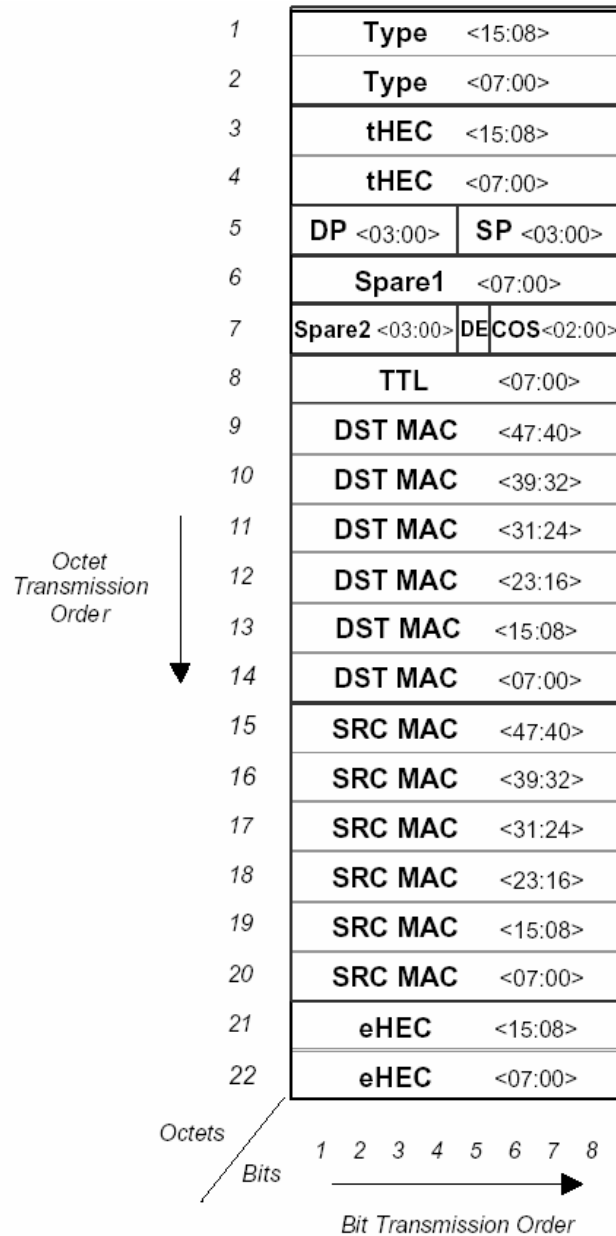 1 Type <15:08>
2 Type <07:00>
3 tHEC <15:08>
4 tHEC <07:00>
5 DP <03:00> SP <03:00>
6 Spare1 <07:00>
7 Spare2 <03:00> DE COS<02:00>
8 TTL <07:00>
9 DST MAC <47:40>
10 DST MAC <39:32>
11 DST MAC <31:24>
12 DST MAC <23:16>
13 DST MAC <15:08>
14 DST MAC <07:00>
15 SRC MAC <47:40>
16 SRC MAC <39:32>
17 SRC MAC <31:24>
18 SRC MAC <23:16>
19 SRC MAC <15:08>
20 SRC MAC <07:00>
21 eHEC <15:08>
22 eHEC <07:00>
Octet
Transmission
Order
Octets
Bits
1 2 3 4 5 6 7 8
Bit Transmission Order